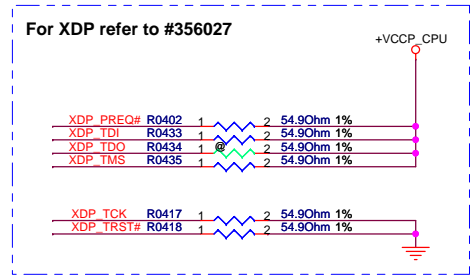 For XDP refer to #356027
+VCCP_CPU
XDP_PREQ# R0402 1 2 54.9Ohm 1%
XDP_TDI R0433 1 2 54.9Ohm 1%
XDP_TDO R0434 1 @ 2 54.9Ohm 1%
XDP_TMS R0435 1 2 54.9Ohm 1%
XDP_TCK R0417 1 2 54.9Ohm 1%
XDP_TRST# R0418 1 2 54.9Ohm 1%